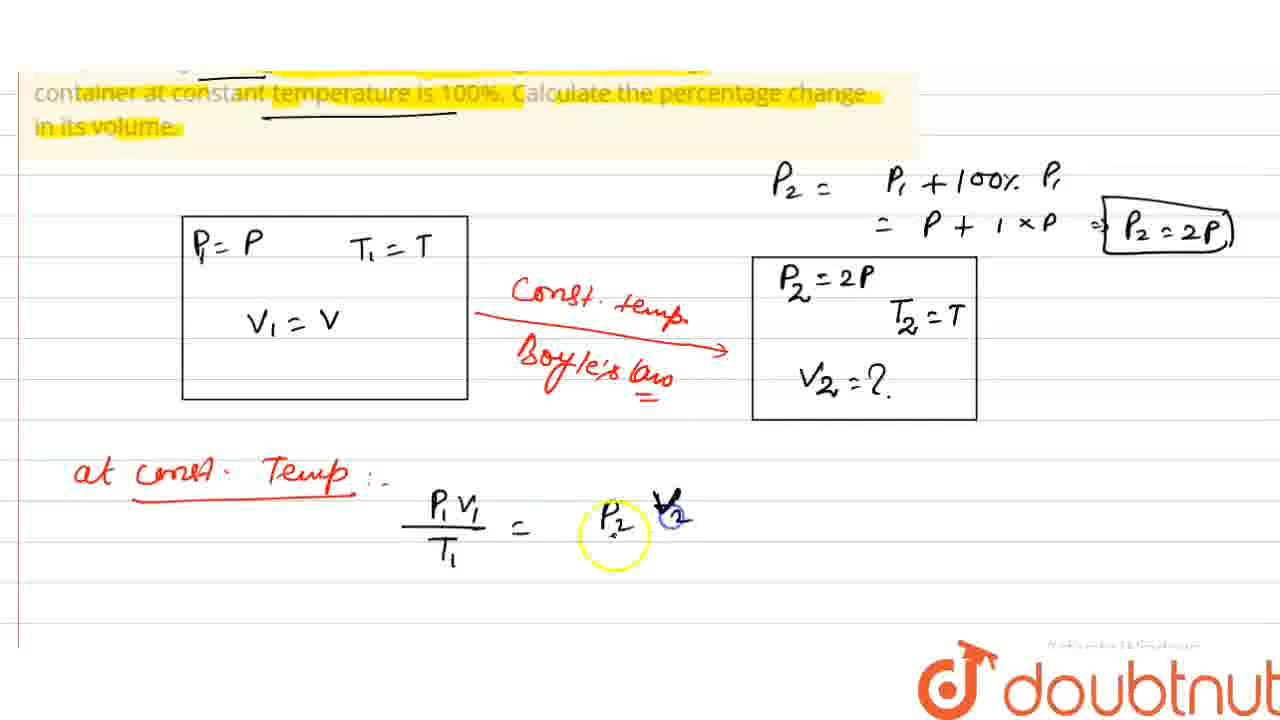 container at constant temperature is 100%. Calculate the percentage change
in its volume.
P2 = P1 + 100% P1
= P + 1 × P ⇒ P2 = 2P
P1 = P T1 = T
V1 = V
Const. temp.
Boyle's law
P2 = 2P
T2 = T
V2 = ?
at const. Temp :-
P1 V1 / T1 = P2 V2
doubtnut